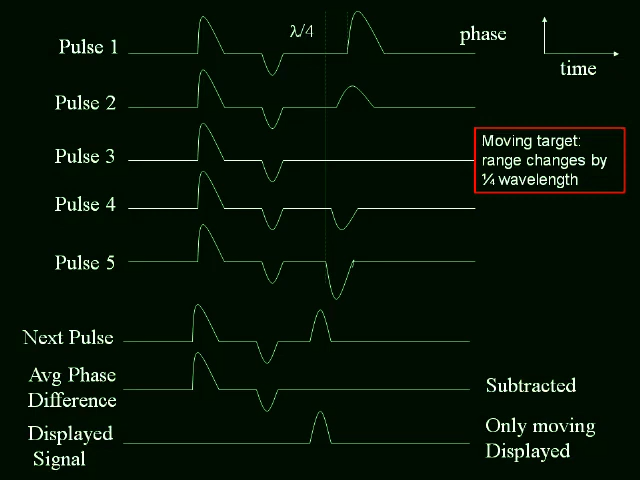 λ/4
Pulse 1
phase
time
Pulse 2
Moving target:
range changes by
¼ wavelength
Pulse 3
Pulse 4
Pulse 5
Next Pulse
Avg Phase
Difference
Subtracted
Displayed
Signal
Only moving
Displayed